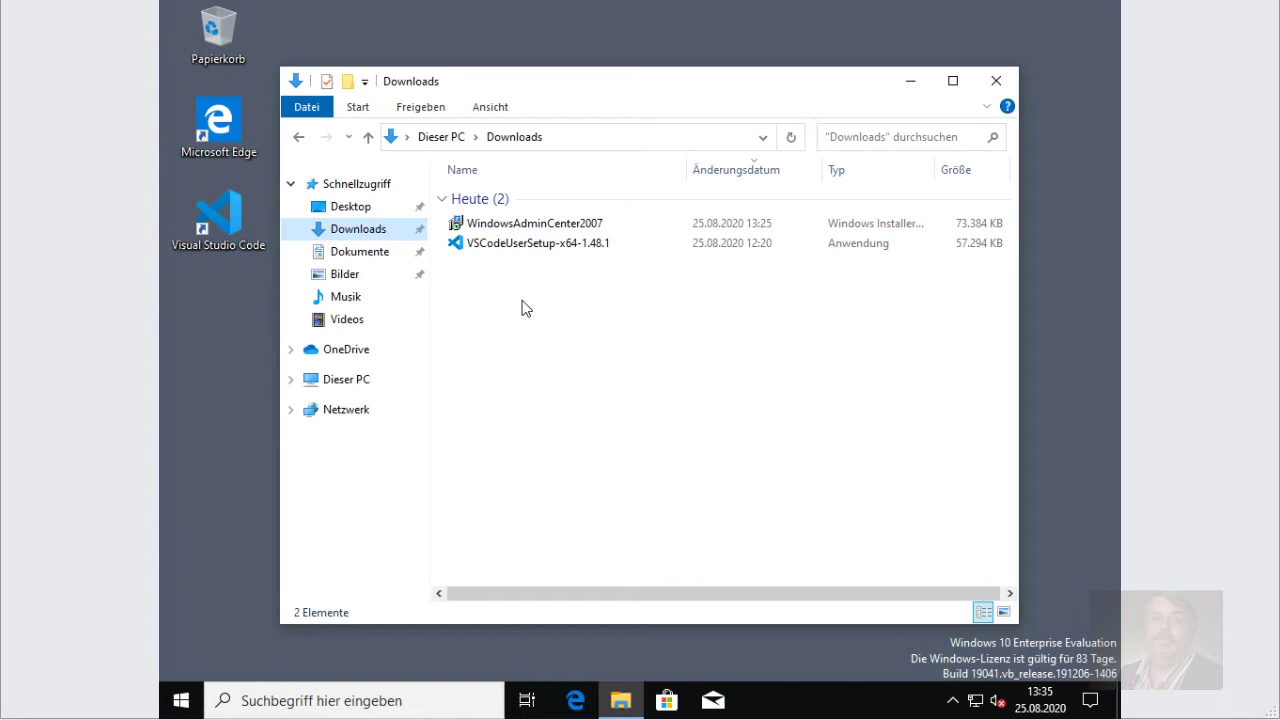 Papierkorb
Microsoft Edge
Visual Studio Code
Downloads
Datei Start Freigeben Ansicht
Dieser PC Downloads
"Downloads" durchsuchen
Name Änderungsdatum Typ Größe
Schnellzugriff
Desktop
Downloads
Dokumente
Bilder
Musik
Videos
OneDrive
Dieser PC
Netzwerk
Heute (2)
WindowsAdminCenter2007 25.08.2020 13:25 Windows Installer... 73.384 KB
VSCodeUserSetup-x64-1.48.1 25.08.2020 12:20 Anwendung 57.294 KB
2 Elemente
Windows 10 Enterprise Evaluation
Die Windows-Lizenz ist gültig für 83 Tage.
Build 19041.vb_release.191206-1406
Suchbegriff hier eingeben
13:35
25.08.2020